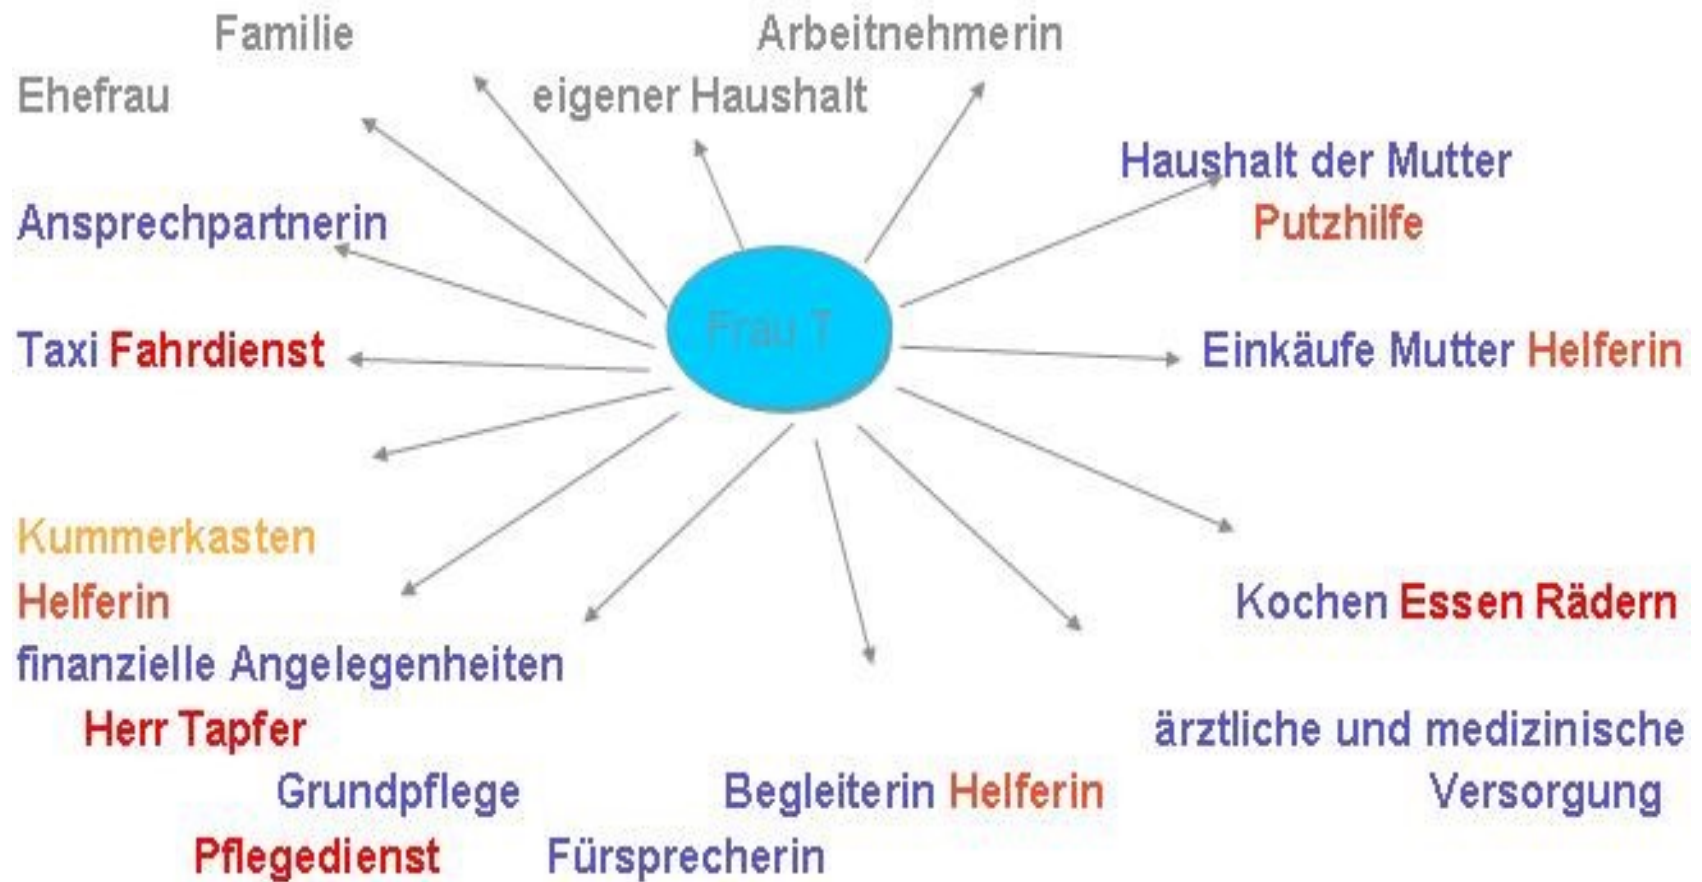 Familie
Arbeitnehmerin
Ehefrau
eigener Haushalt
Haushalt der Mutter
Putzhilfe
Ansprechpartnerin
Frau T
Taxi Fahrdienst
Einkäufe Mutter Helferin
Kummerkasten
Helferin
Kochen Essen Rädern
finanzielle Angelegenheiten
Herr Tapfer
ärztliche und medizinische
Versorgung
Grundpflege
Begleiterin Helferin
Pflegedienst
Fürsprecherin